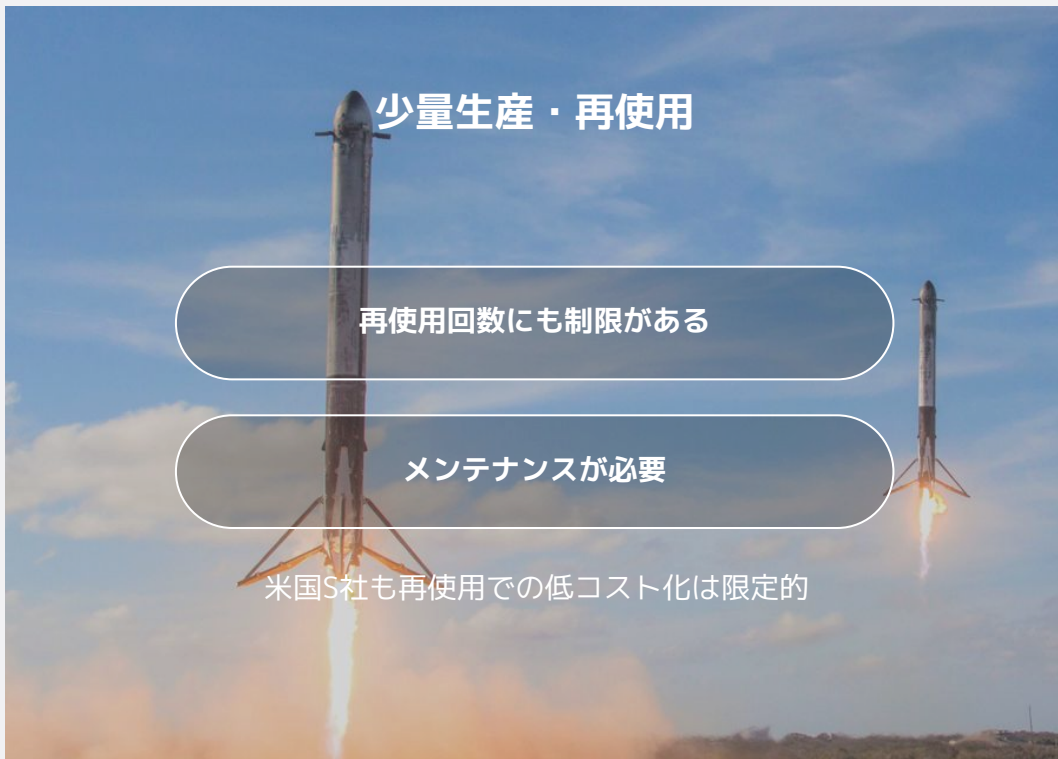 少量生産・再使用
再使用回数にも制限がある
メンテナンスが必要
米国S社も再使用での低コスト化は限定的